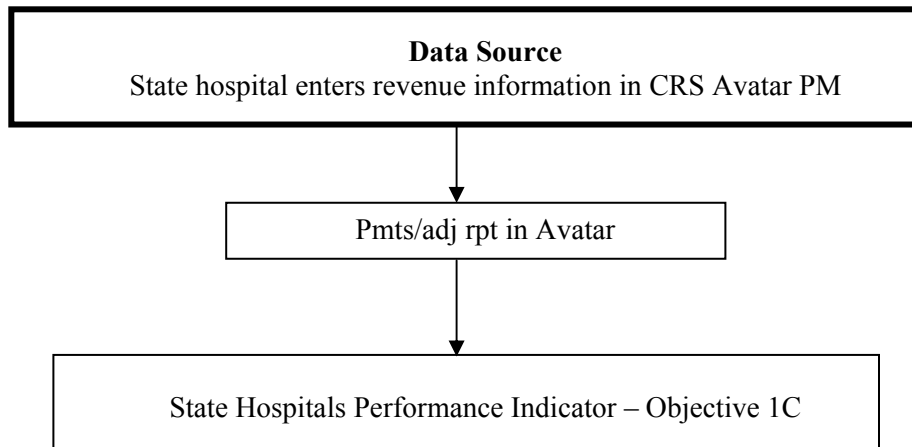 Data Source
State hospital enters revenue information in CRS Avatar PM
Pmts/adj rpt in Avatar
State Hospitals Performance Indicator – Objective 1C